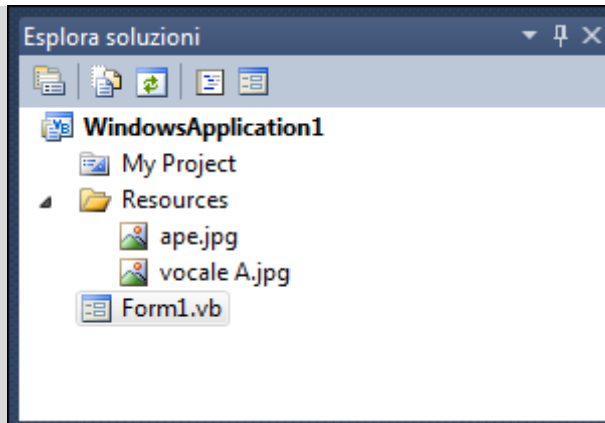 Esplora soluzioni
WindowsApplication1
My Project
Resources
ape.jpg
vocale A.jpg
Form1.vb